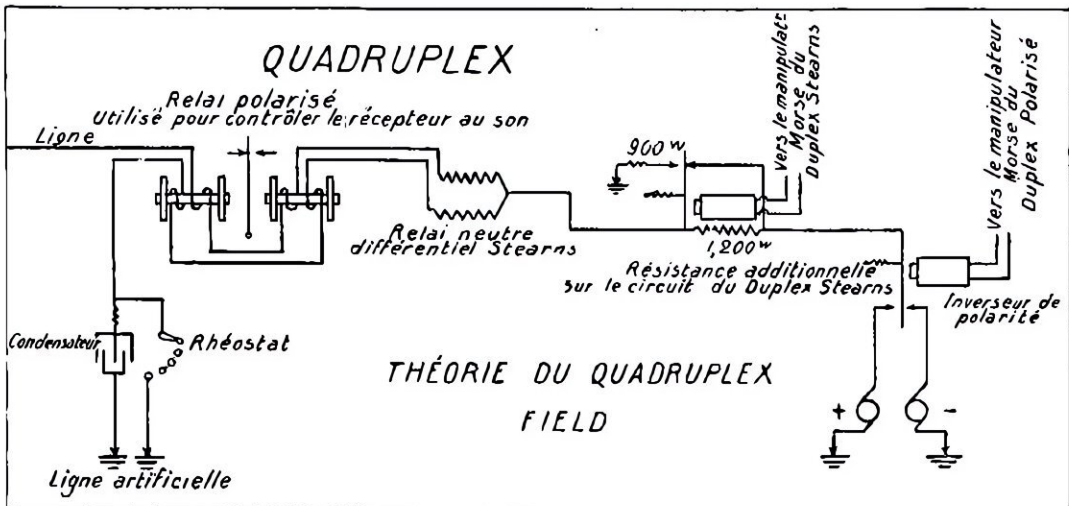 QUADRUPLEX
Relai polarisé
Utilisé pour contrôler le récepteur au son
Ligne
900 w
Vers le manipulat
Morse du
Duplex Stearns
Vers le manipulateur
Morse du
Duplex Polarisé
Relai neutre
différentiel Stearns
1,200 w
Résistance additionnelle
sur le circuit du Duplex Stearns
Inverseur de
polarité
Condensateur
Rhéostat
THÉORIE DU QUADRUPLEX
FIELD
+
-
Ligne artificielle